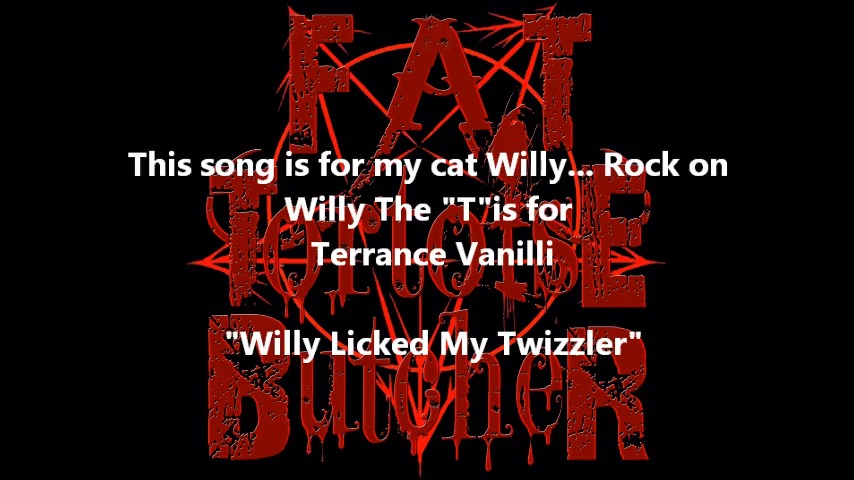 FAT
This song is for my cat Willy... Rock on
Willy The "T"is for
Tortoise
Terrance Vanilli
"Willy Licked My Twizzler"
Butcher